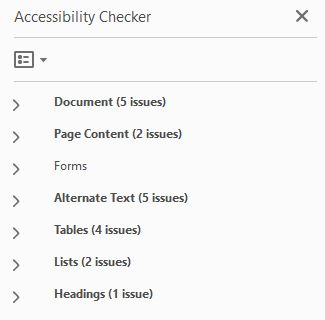 Accessibility Checker
Document (5 issues)
Page Content (2 issues)
Forms
Alternate Text (5 issues)
Tables (4 issues)
Lists (2 issues)
Headings (1 issue)